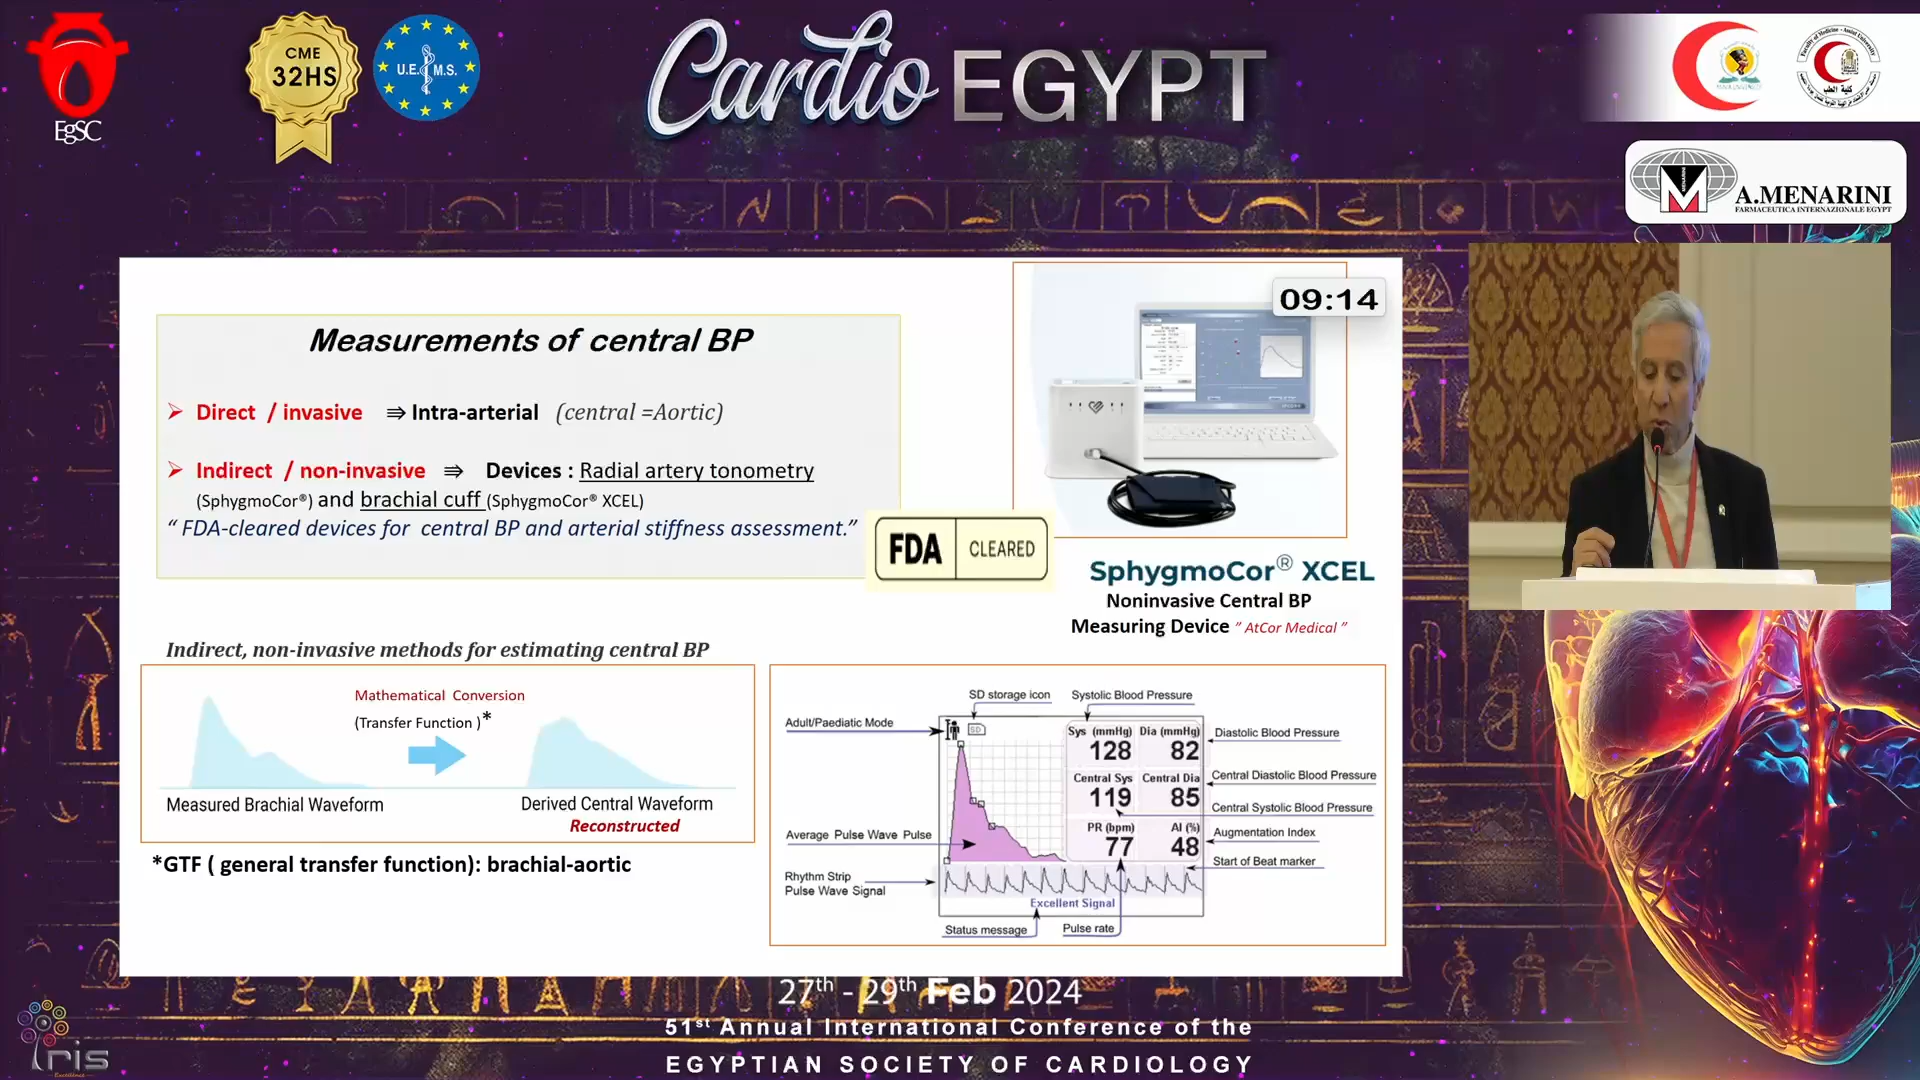 EgSC
CME
32HS
U.E.M.S.
Cardio EGYPT
كلية الطب
A.MENARINI
FARMACEUTICA INTERNAZIONALE EGYPT
09:14
Measurements of central BP
➢ Direct / invasive ⇛ Intra-arterial (central =Aortic)
➢ Indirect / non-invasive ⇛ Devices : Radial artery tonometry
(SphygmoCor®) and brachial cuff (SphygmoCor® XCEL)
“ FDA-cleared devices for central BP and arterial stiffness assessment.”
FDA CLEARED
SphygmoCor® XCEL
Noninvasive Central BP
Measuring Device ” AtCor Medical ”
Indirect, non-invasive methods for estimating central BP
Mathematical Conversion
(Transfer Function )*
Measured Brachial Waveform
Derived Central Waveform
Reconstructed
*GTF ( general transfer function): brachial-aortic
SD storage icon
Systolic Blood Pressure
Adult/Paediatic Mode
SD
Sys (mmHg) Dia (mmHg)
128 82
Diastolic Blood Pressure
Central Sys Central Dia
119 85
Central Diastolic Blood Pressure
Central Systolic Blood Pressure
PR (bpm) AI (%)
77 48
Augmentation Index
Average Pulse Wave Pulse
Start of Beat marker
Rhythm Strip
Pulse Wave Signal
Excellent Signal
Status message
Pulse rate
27th - 29th Feb 2024
51st Annual International Conference of the
EGYPTIAN SOCIETY OF CARDIOLOGY
Iris
Excellence